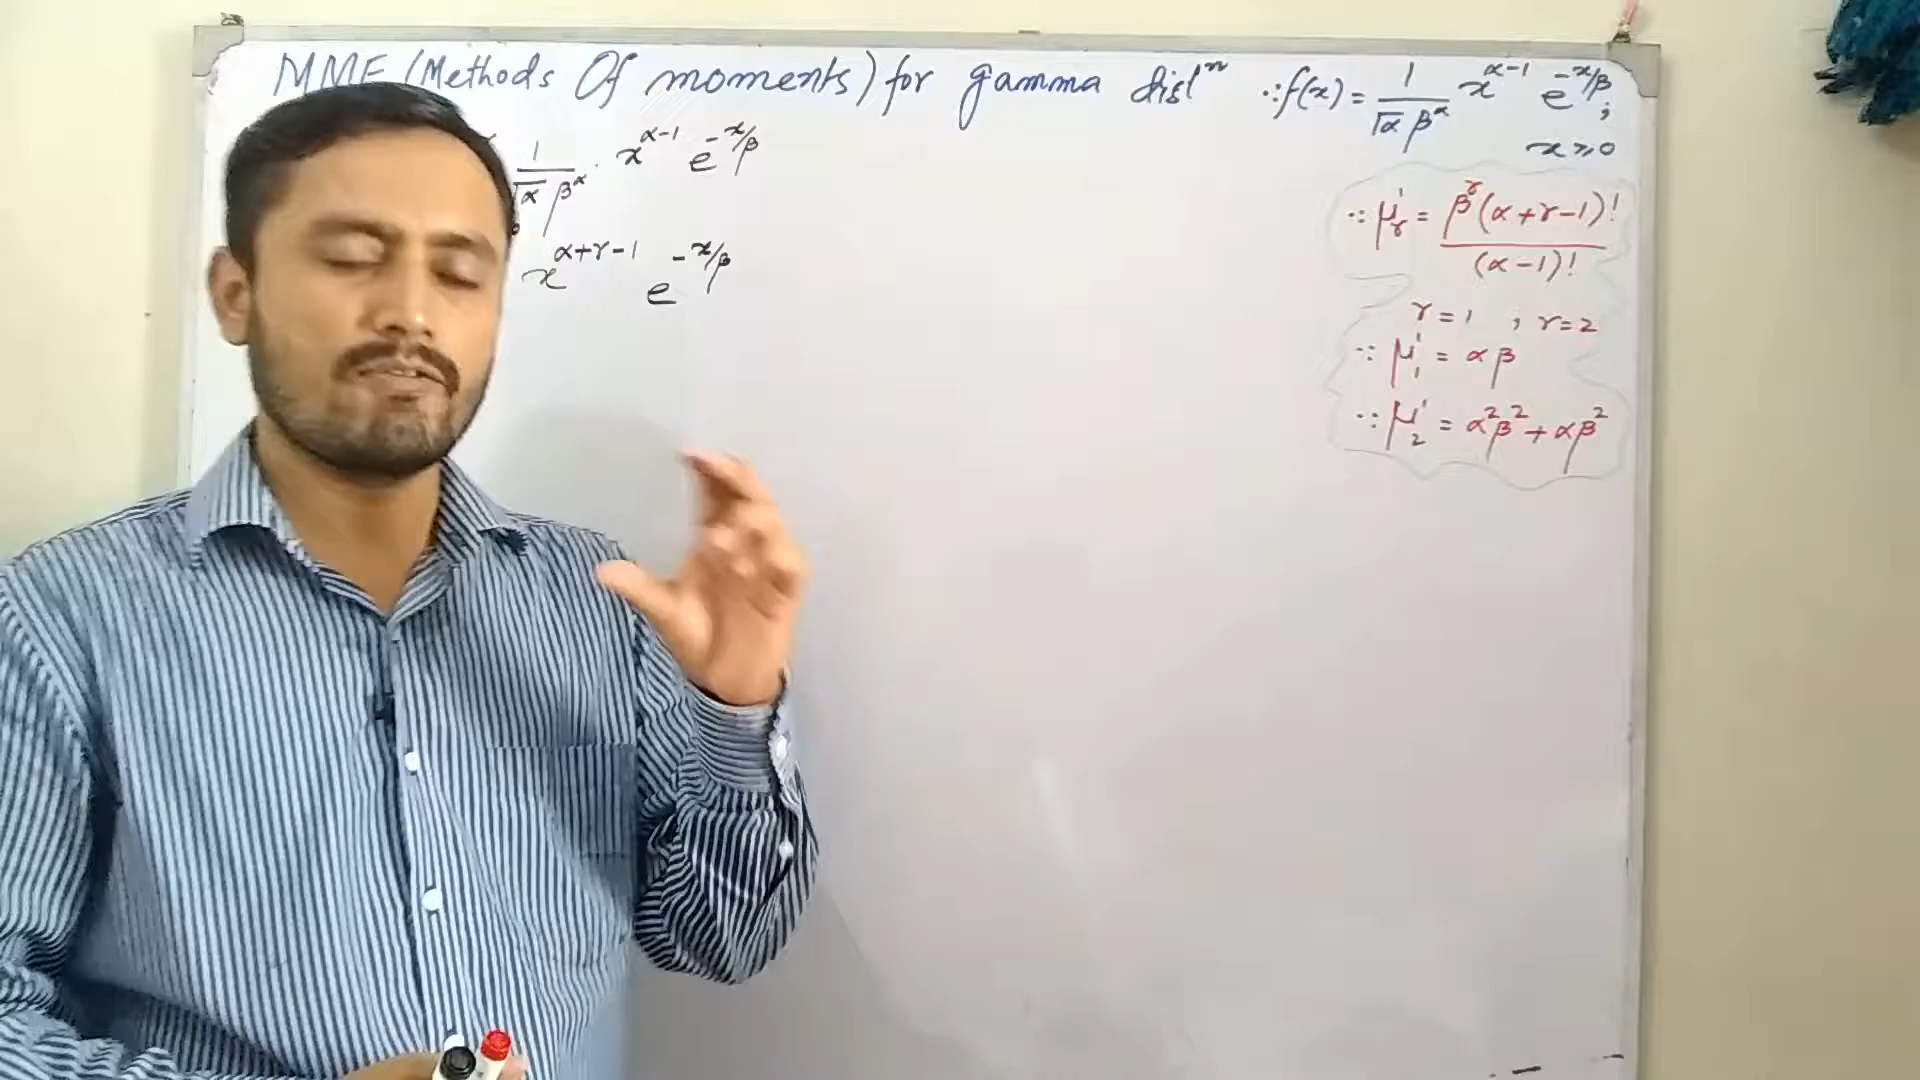 MME (Methods Of moments) for gamma distⁿ ∵ f(x) = 1/(√α β^α) x^(α-1) e^(-x/β);
x ≥ 0
1/(√α β^α) · x^(α-1) e^(-x/β)
x^(α+r-1) e^(-x/β)
∵ μ'_r = β^r (α+r-1)! / (α-1)!
r=1 , r=2
∵ μ'_1 = αβ
∵ μ'_2 = α²β² + αβ²